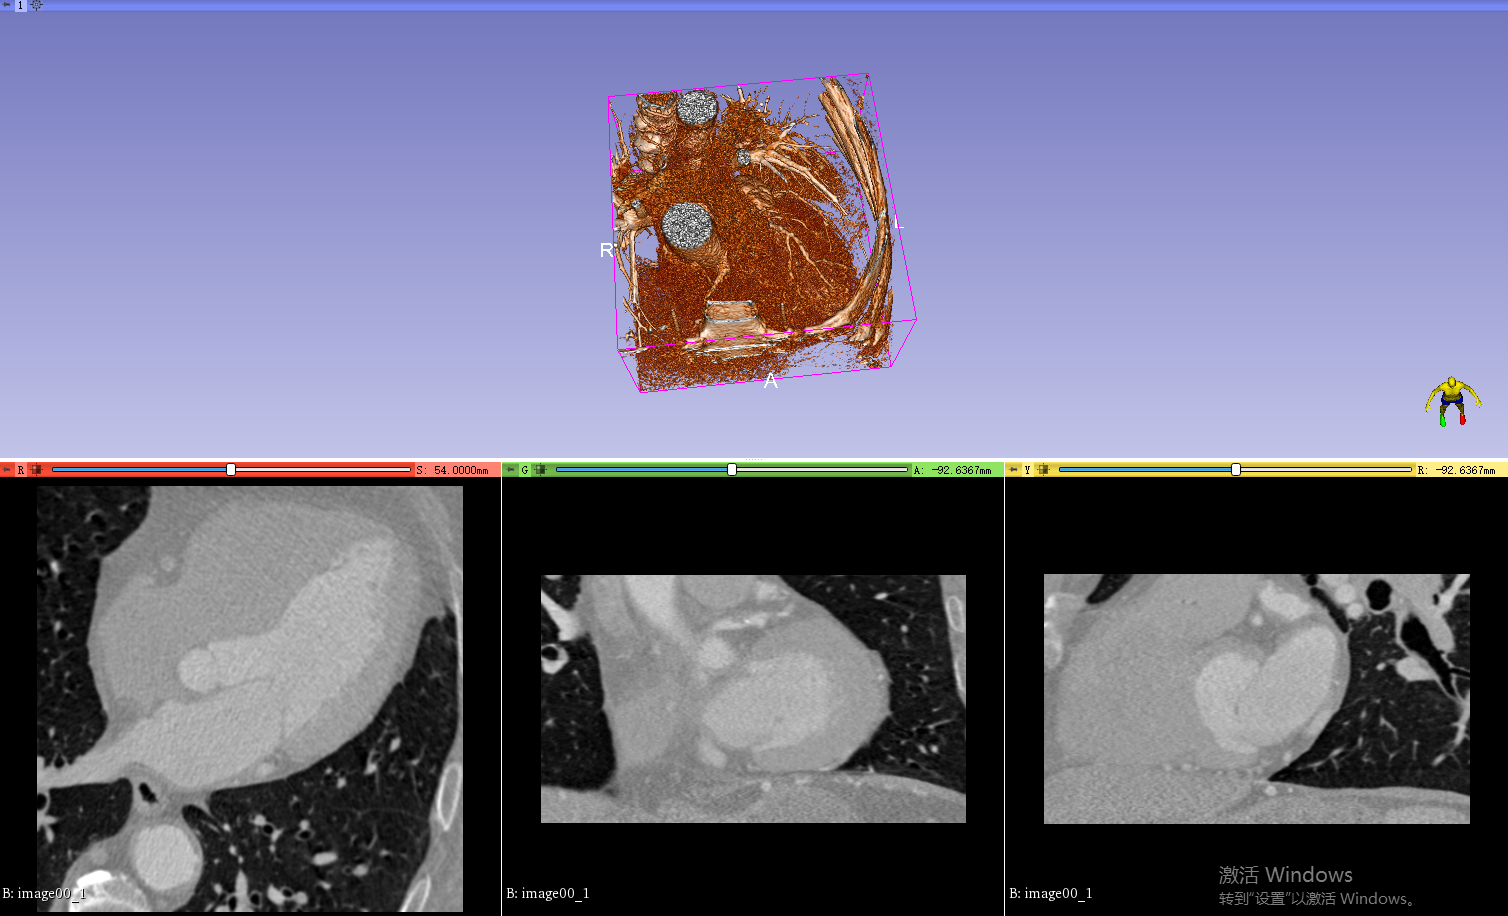 1
R
L
A
R
S: 54.0000mm
G
A: -92.6367mm
Y
R: -92.6367mm
B: image00_1
B: image00_1
B: image00_1
激活 Windows
转到“设置”以激活 Windows。